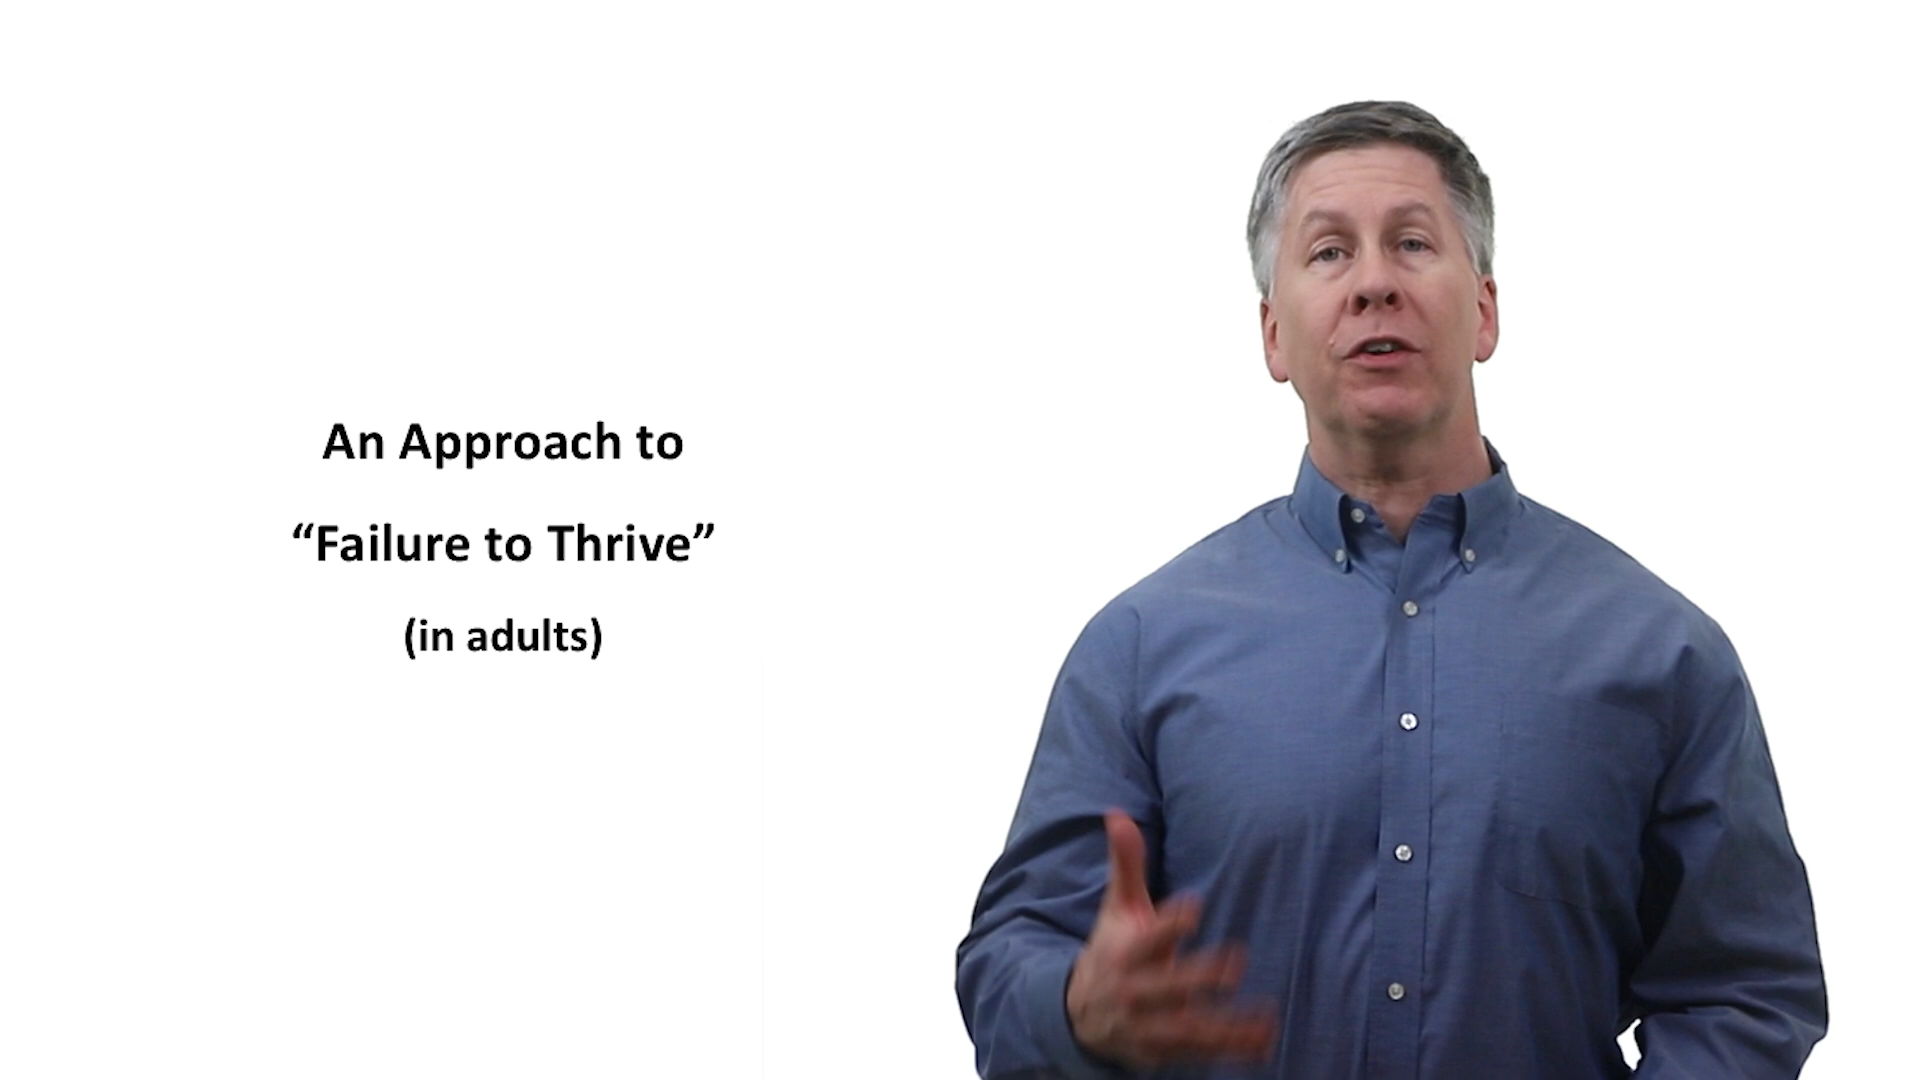 An Approach to
“Failure to Thrive”
(in adults)